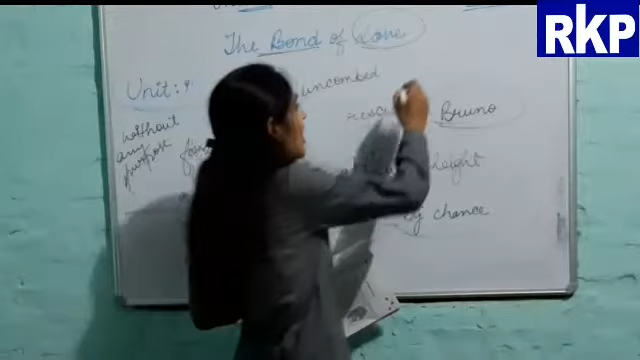 RKP
The Bond of Love
Unit : 9
uncombed
without
any
purpose
Bruno
height
by chance